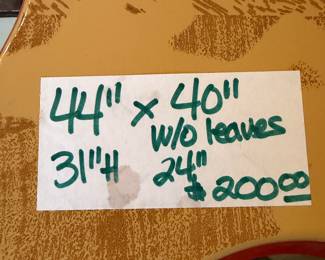 44" x 40"
w/o leaves
31"H 24"
$200.00